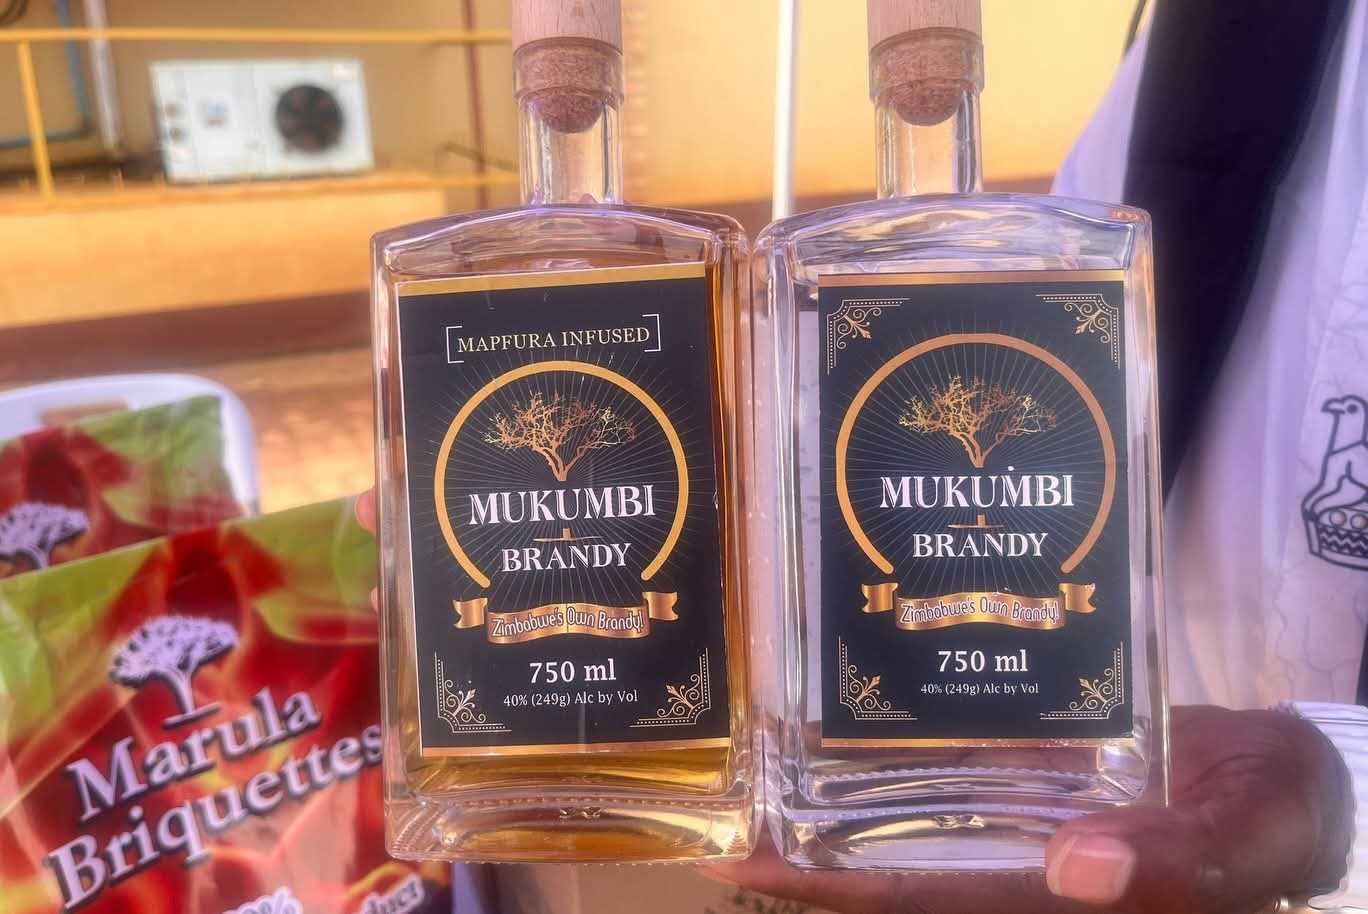 [MAPFURA INFUSED]
MUKUMBI
BRANDY
Zimbabwe's Own Brandy!
750 ml
40% (249g) Alc by Vol
MUKUMBI
BRANDY
Zimbabwe's Own Brandy!
750 ml
40% (249g) Alc by Vol
Marula
Briquettes